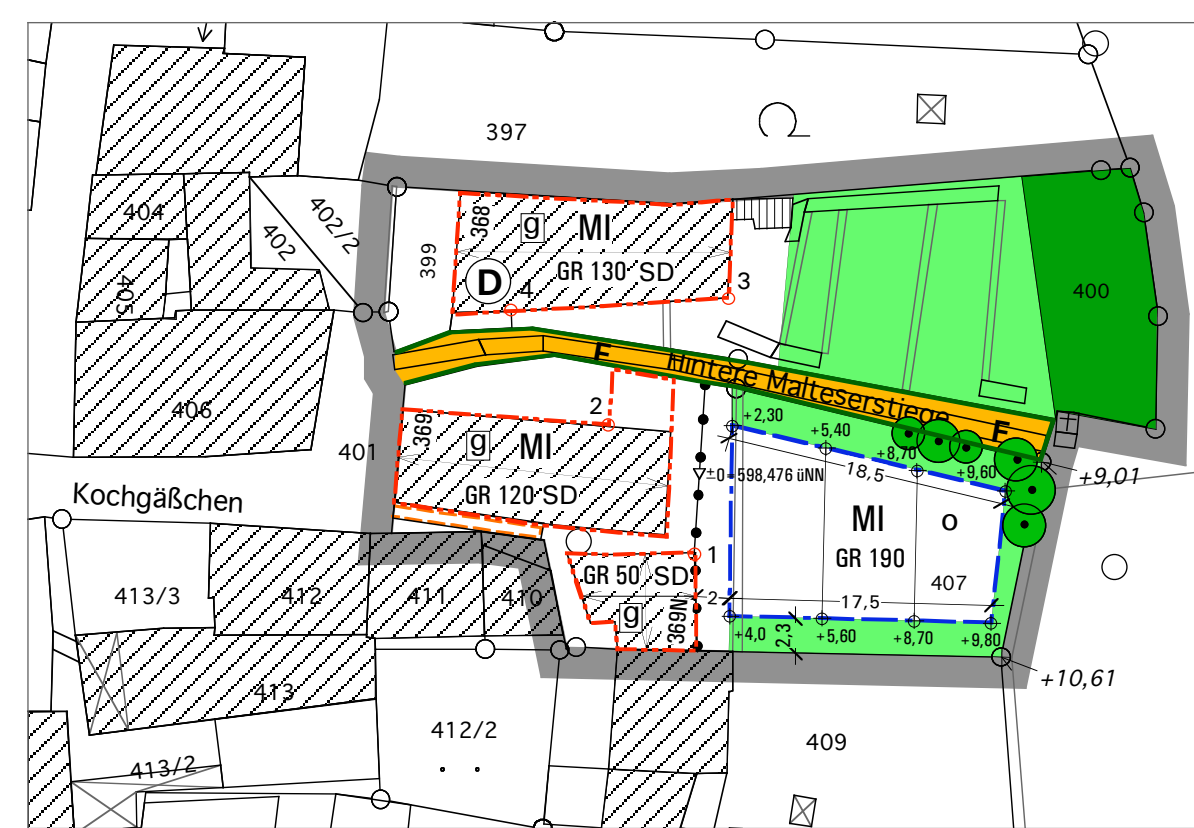 397
404
402/2
402
405
399
368
g
MI
GR 130 SD
D
4
3
400
F
Hintere Malteserstiege
F
406
401
369
g
MI
GR 120 SD
2
+2,30
+5,40
+8,70
+9,60
18,5
±0=598,476 üNN
+9,01
MI
o
GR 190
407
Kochgäßchen
1
GR 50
SD
g
369N
2
17,5
2,3
+4,0
+5,60
+8,70
+9,80
+10,61
413/3
412
411
410
413
412/2
413/2
409